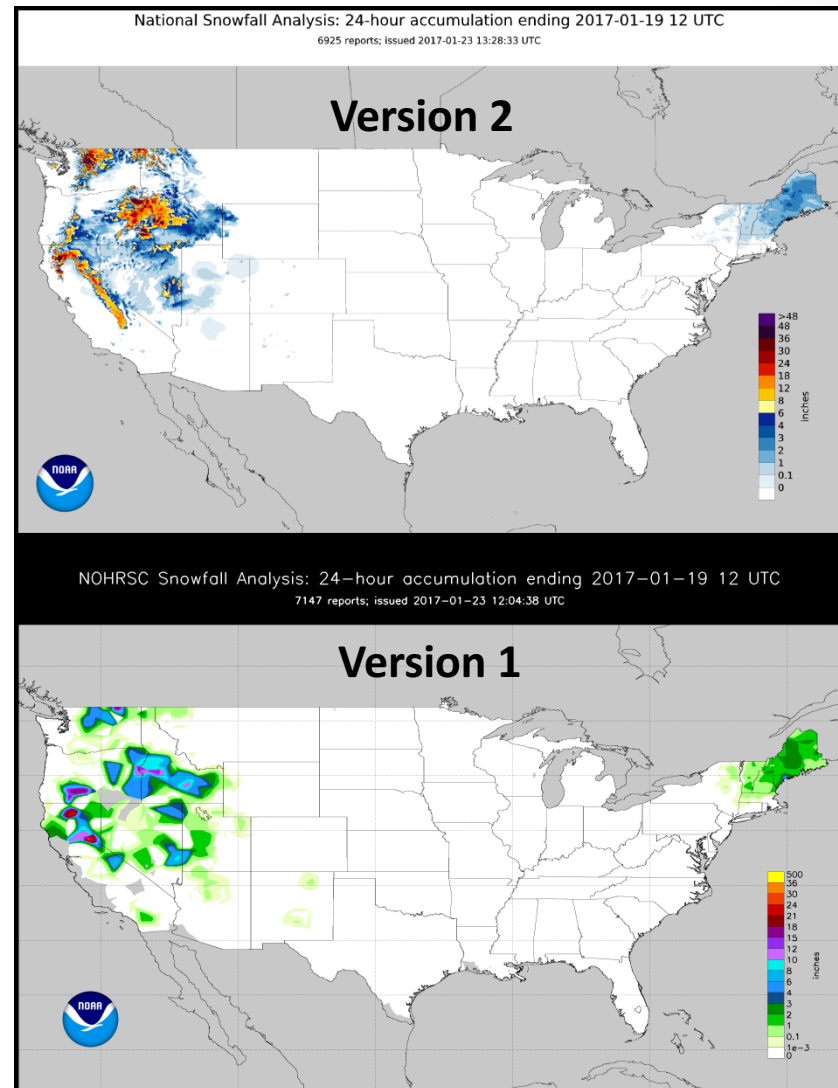 National Snowfall Analysis: 24-hour accumulation ending 2017-01-19 12 UTC
6925 reports; issued 2017-01-23 13:28:33 UTC
Version 2
>48
48
36
30
24
18
12
8
6
4
3
2
1
0.1
0
inches
NOAA
NOHRSC Snowfall Analysis: 24-hour accumulation ending 2017-01-19 12 UTC
7147 reports; issued 2017-01-23 12:04:38 UTC
Version 1
500
36
30
24
21
18
15
12
10
8
6
4
3
2
1
0.1
1e-3
0
inches
NOAA